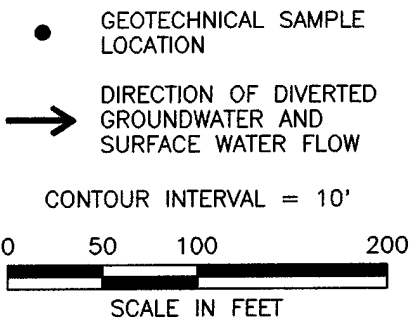 GEOTECHNICAL SAMPLE
LOCATION
DIRECTION OF DIVERTED
GROUNDWATER AND
SURFACE WATER FLOW
CONTOUR INTERVAL = 10'
0 50 100 200
SCALE IN FEET